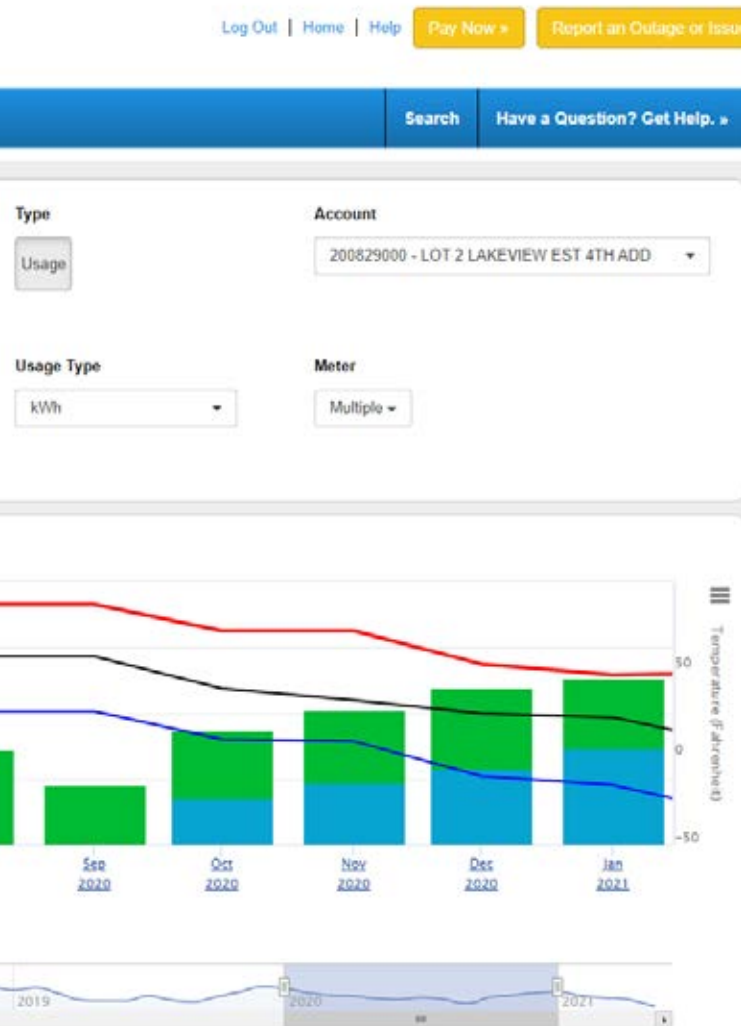 Log Out | Home | Help Pay Now » Report an Outage or Issue
Search Have a Question? Get Help. »
Type Account
Usage 200829000 - LOT 2 LAKEVIEW EST 4TH ADD
Usage Type Meter
kWh Multiple
50
0
-50
Temperature (Fahrenheit)
Sep Oct Nov Dec Jan
2020 2020 2020 2020 2021
2019 2020 2021